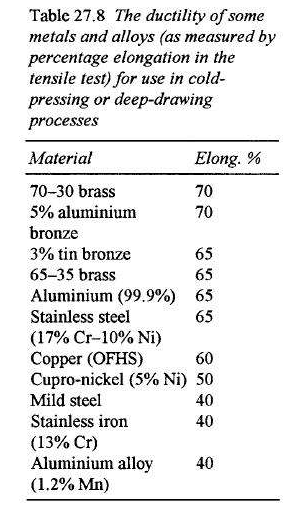 Table 27.8 The ductility of some
metals and alloys (as measured by
percentage elongation in the
tensile test) for use in cold-
pressing or deep-drawing
processes
Material Elong. %
70–30 brass 70
5% aluminium 70
bronze
3% tin bronze 65
65–35 brass 65
Aluminium (99.9%) 65
Stainless steel 65
(17% Cr–10% Ni)
Copper (OFHS) 60
Cupro-nickel (5% Ni) 50
Mild steel 40
Stainless iron 40
(13% Cr)
Aluminium alloy 40
(1.2% Mn)